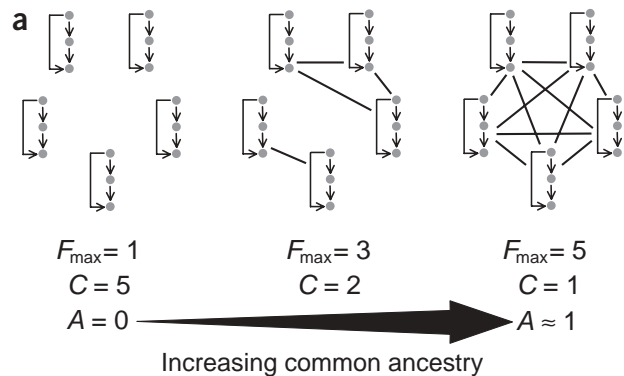 a
Fmax = 1
Fmax = 3
Fmax = 5
C = 5
C = 2
C = 1
A = 0
A ≈ 1
Increasing common ancestry